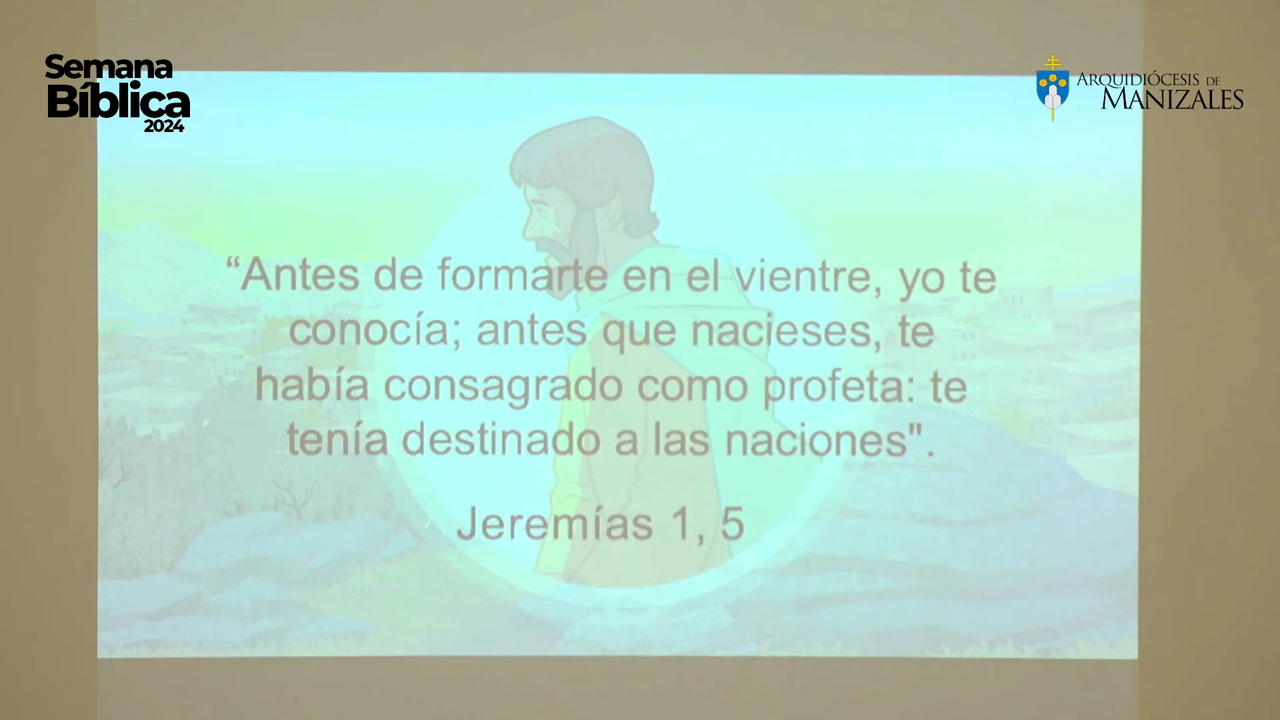 Semana
Bíblica
2024
ARQUIDIÓCESIS DE
MANIZALES
“Antes de formarte en el vientre, yo te
conocía; antes que nacieses, te
había consagrado como profeta: te
tenía destinado a las naciones".
Jeremías 1, 5